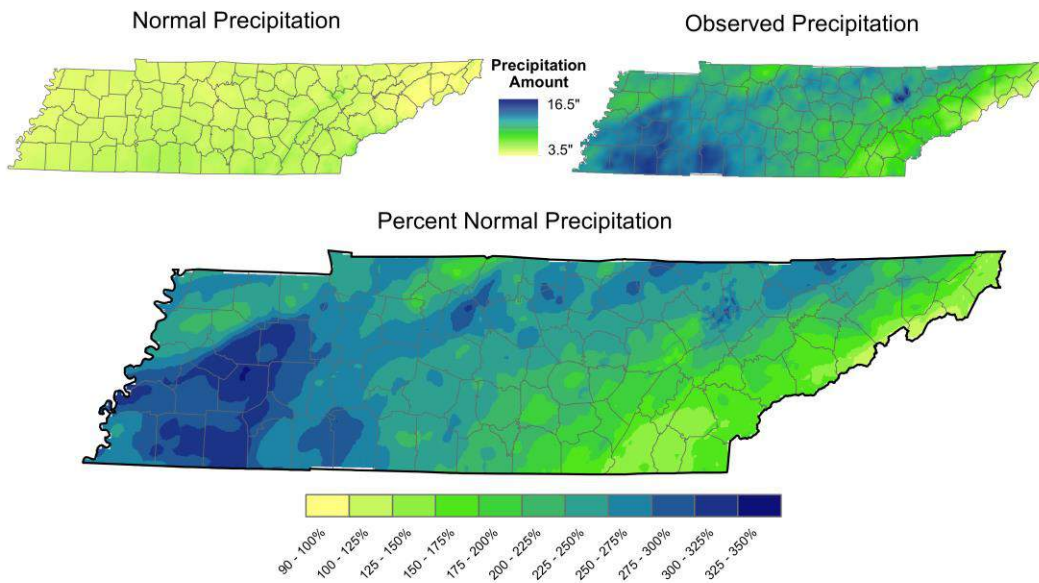 Normal Precipitation
Observed Precipitation
Precipitation
Amount
16.5"
3.5"
Percent Normal Precipitation
90 - 100%
100 - 125%
125 - 150%
150 - 175%
175 - 200%
200 - 225%
225 - 250%
250 - 275%
275 - 300%
300 - 325%
325 - 350%